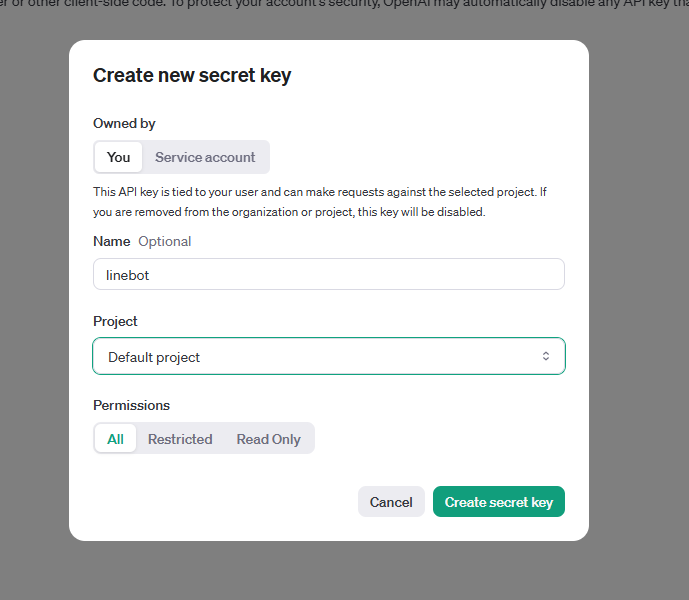 er or other client-side code. To protect your account's security, OpenAI may automatically disable any API key tha
Create new secret key
Owned by
You Service account
This API key is tied to your user and can make requests against the selected project. If
you are removed from the organization or project, this key will be disabled.
Name Optional
linebot
Project
Default project
Permissions
All Restricted Read Only
Cancel Create secret key